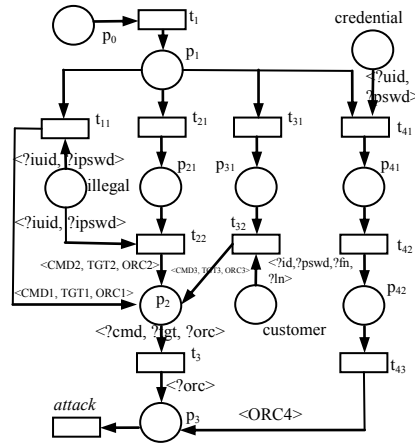 t1
credential
p0
p1
<?uid,
?pswd>
t11
t21
t31
t41
<?iuid, ?ipswd>
p21
p31
p41
illegal
<?iuid, ?ipswd>
t32
t22
t42
<?id,?pswd,?fn,
?ln>
<CMD2, TGT2, ORC2>
<CMD3, TGT3, ORC3>
<CMD1, TGT1, ORC1>
p2
p42
<?cmd, ?tgt, ?orc>
customer
t3
t43
<?orc>
attack
p3
<ORC4>